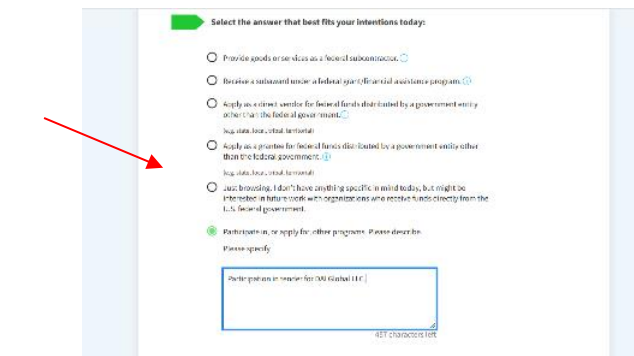 Select the answer that best fits your intentions today:
Provide goods or services as a federal subcontractor.
Receive a subaward under a federal grant/financial assistance program.
Apply as a direct vendor for federal funds distributed by a government entity
other than the federal government.
(e.g. state, local, tribal, territorial)
Apply as a grantee for federal funds distributed by a government entity other
than the federal government.
(e.g. state, local, tribal, territorial)
Just browsing. I don't have anything specific in mind today, but might be
interested in future work with organizations who receive funds directly from the
U.S. federal government.
Participate in, or apply for, other programs. Please describe.
Please specify
Participation in tender for DAI Global LLC
457 characters left